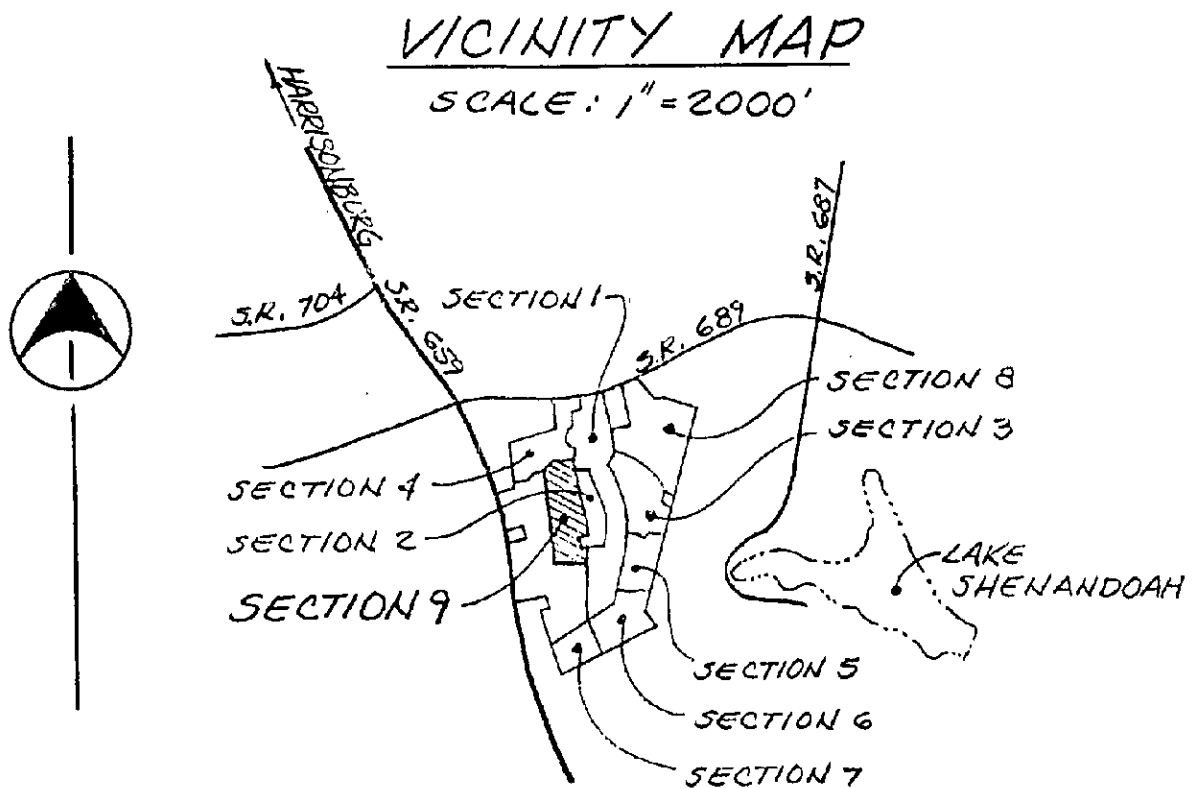 VICINITY MAP
SCALE: 1" = 2000'
HARRISONBURG
S.R. 704
S.R. 659
SECTION 1
S.R. 689
S.R. 687
SECTION 8
SECTION 3
SECTION 4
SECTION 2
SECTION 9
LAKE
SHENANDOAH
SECTION 5
SECTION 6
SECTION 7